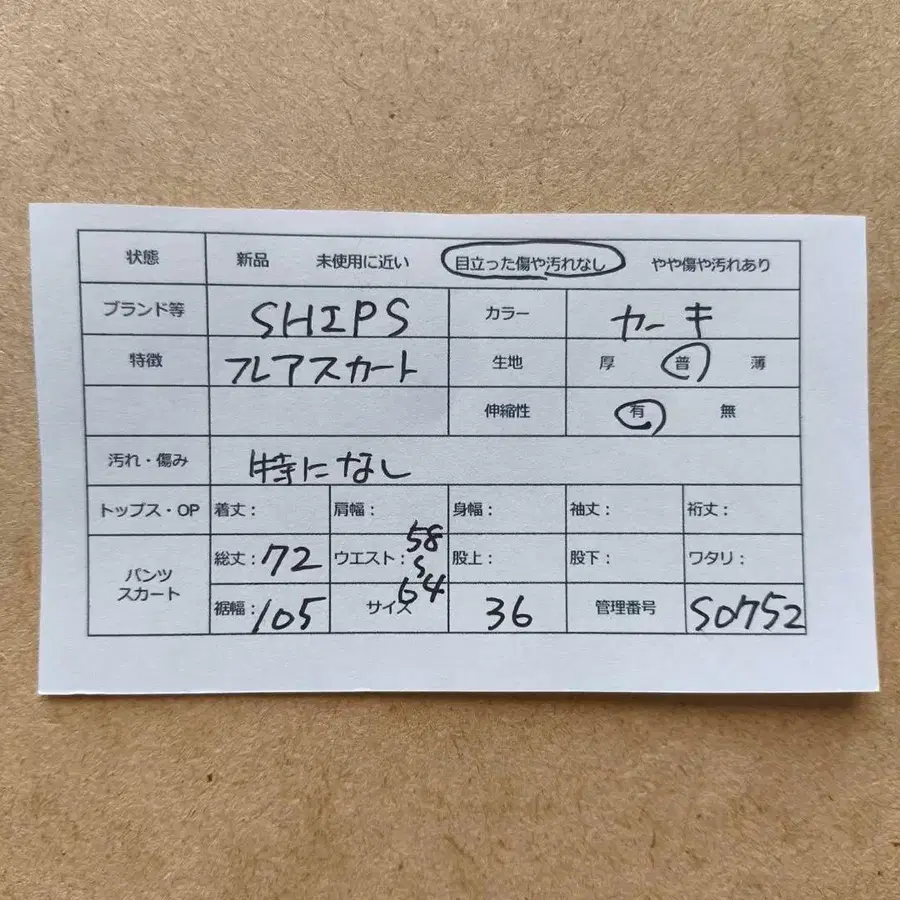 状態 新品 未使用に近い 目立った傷や汚れなし やや傷や汚れあり
ブランド等 SHIPS カラー カーキ
特徴 フレアスカート 生地 厚 普 薄
伸縮性 有 無
汚れ・傷み 特になし
トップス・OP 着丈: 肩幅: 身幅: 袖丈: 裄丈:
パンツ スカート 総丈:72 ウエスト:58 S 64 股上: 股下: ワタリ:
裾幅:105 サイズ 36 管理番号 S0752